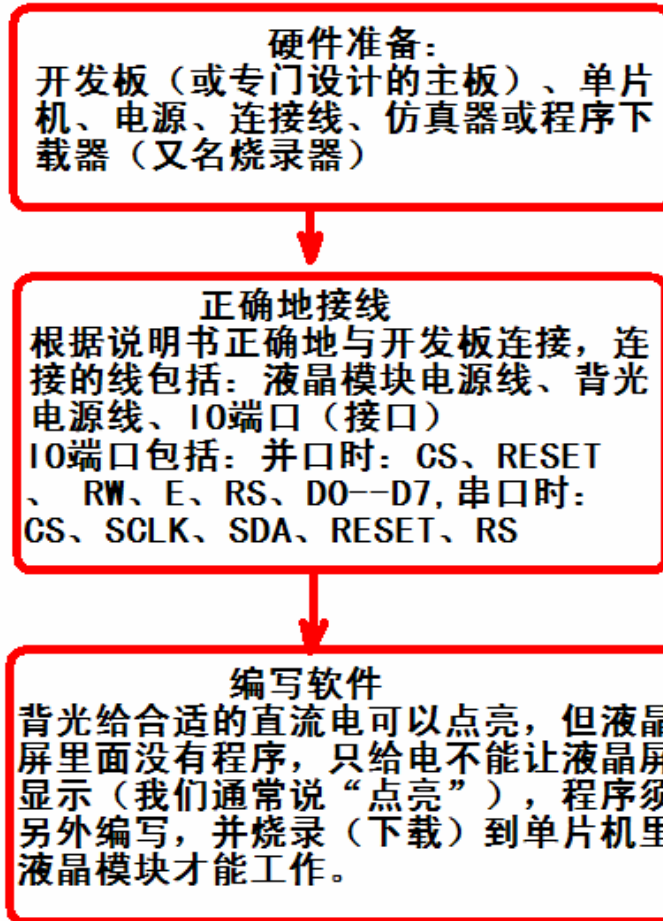 硬件准备：
开发板（或专门设计的主板）、单片
机、电源、连接线、仿真器或程序下
载器（又名烧录器）
正确地接线
根据说明书正确地与开发板连接，连
接的线包括：液晶模块电源线、背光
电源线、IO端口（接口）
IO端口包括：并口时：CS、RESET
、 RW、E、RS、D0--D7,串口时：
CS、SCLK、SDA、RESET、RS
编写软件
背光给合适的直流电可以点亮，但液晶
屏里面没有程序，只给电不能让液晶屏
显示（我们通常说“点亮”），程序须
另外编写，并烧录（下载）到单片机里
液晶模块才能工作。